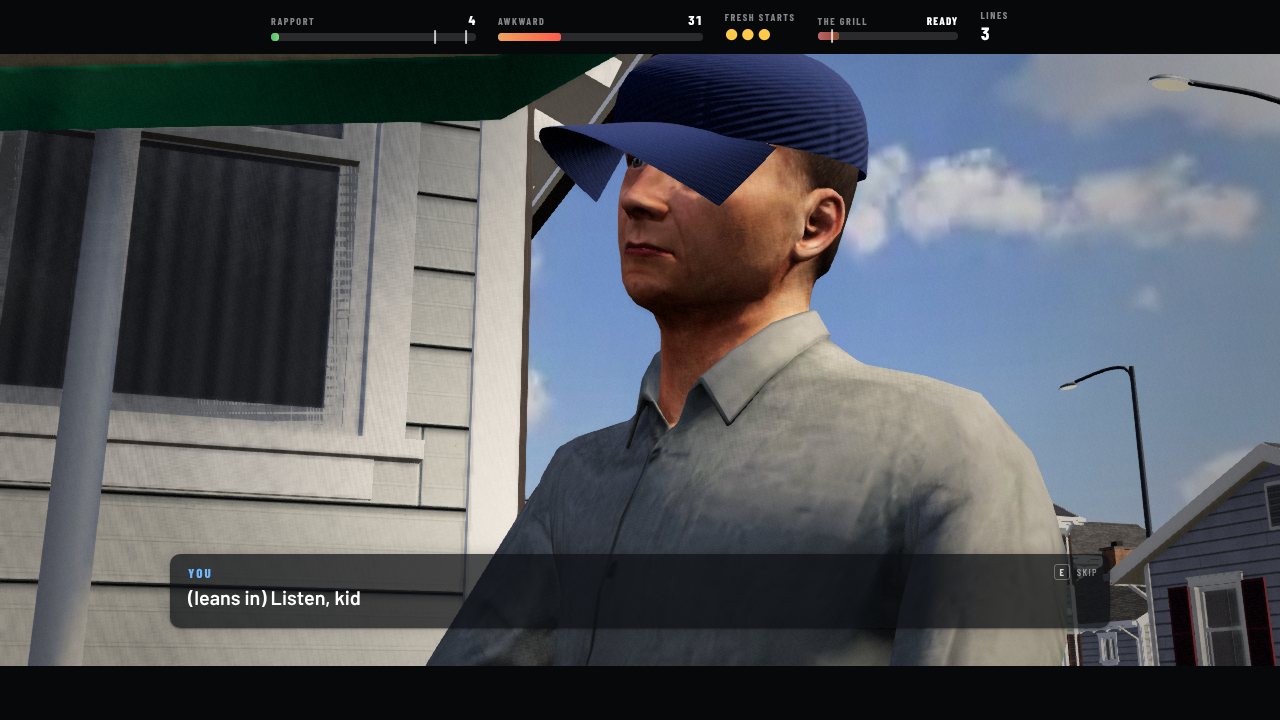 RAPPORT 4
AWKWARD 31
FRESH STARTS
THE GRILL READY
LINES
3
YOU
E SKIP
(leans in) Listen, kid